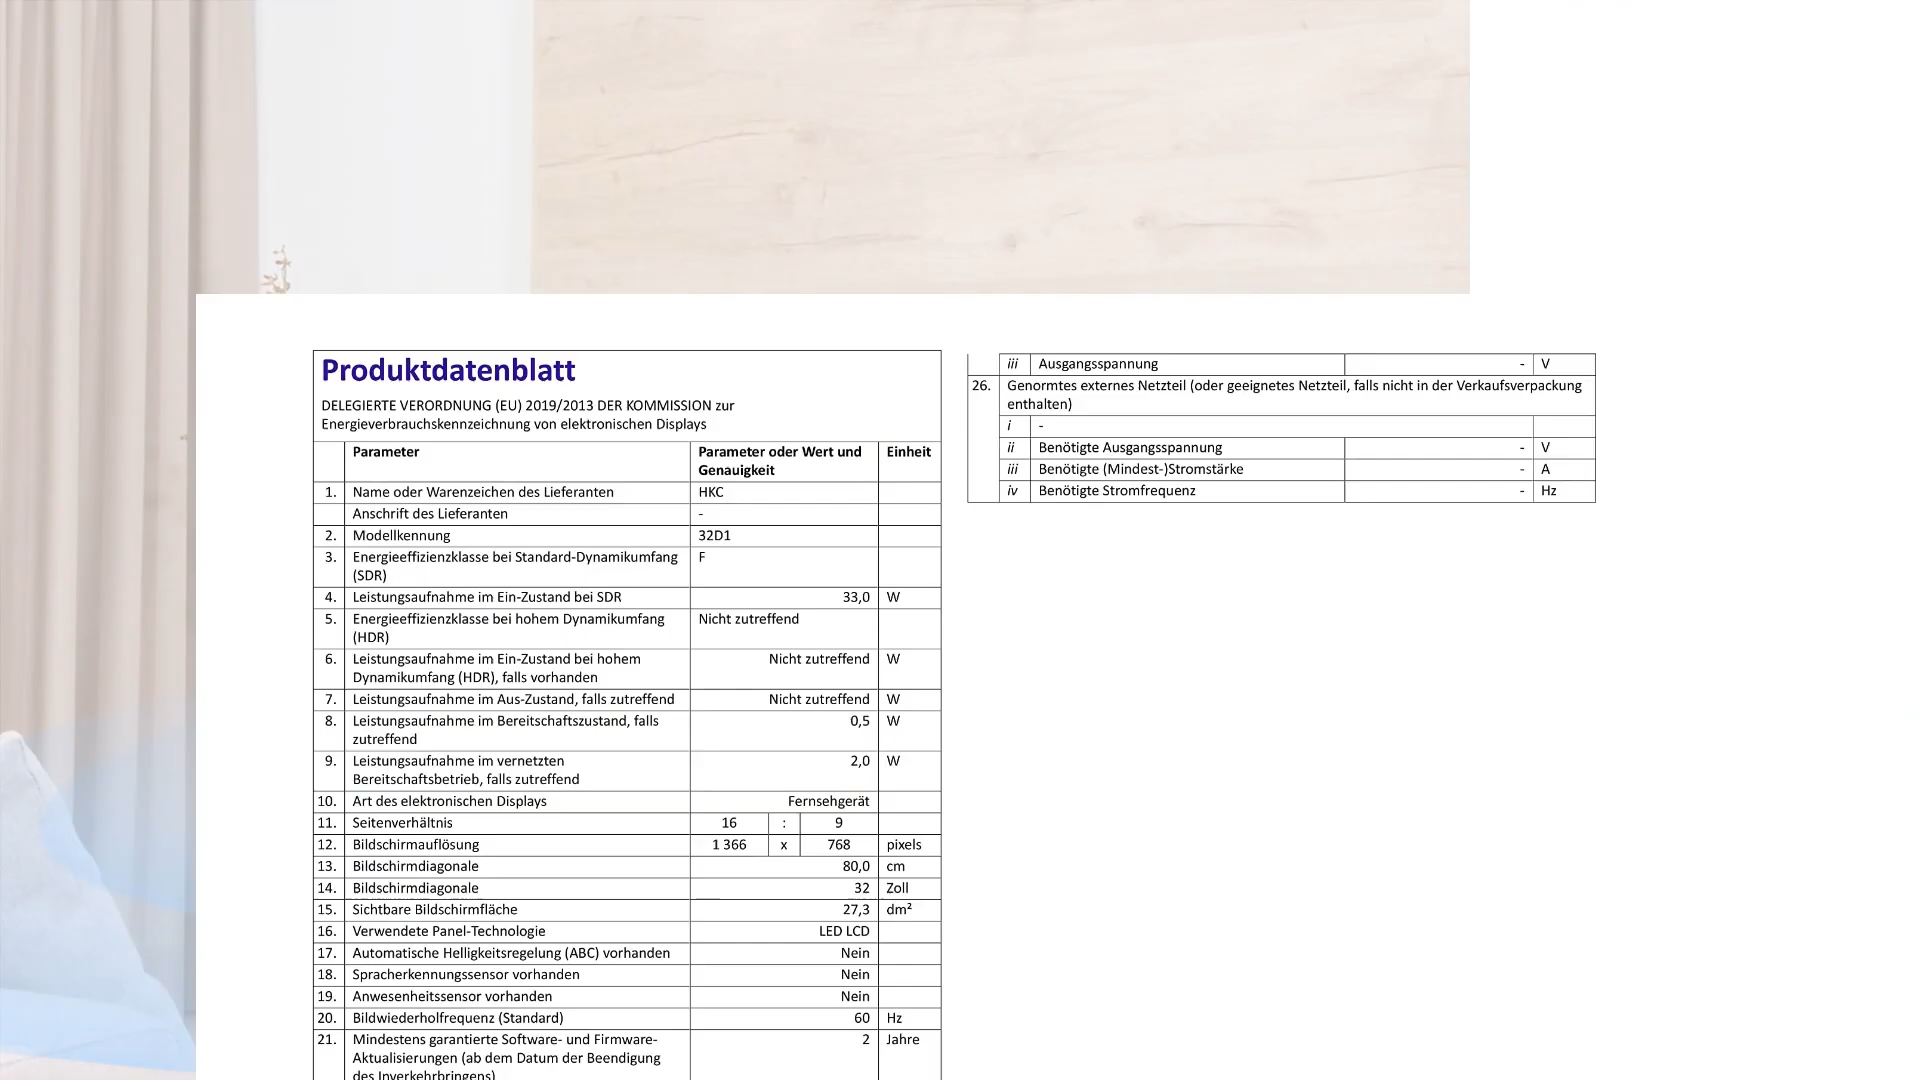 Produktdatenblatt
DELEGIERTE VERORDNUNG (EU) 2019/2013 DER KOMMISSION zur
Energieverbrauchskennzeichnung von elektronischen Displays
Parameter Parameter oder Wert und Genauigkeit Einheit
1. Name oder Warenzeichen des Lieferanten HKC
Anschrift des Lieferanten -
2. Modellkennung 32D1
3. Energieeffizienzklasse bei Standard-Dynamikumfang F
(SDR)
4. Leistungsaufnahme im Ein-Zustand bei SDR 33,0 W
5. Energieeffizienzklasse bei hohem Dynamikumfang Nicht zutreffend
(HDR)
6. Leistungsaufnahme im Ein-Zustand bei hohem Nicht zutreffend W
Dynamikumfang (HDR), falls vorhanden
7. Leistungsaufnahme im Aus-Zustand, falls zutreffend Nicht zutreffend W
8. Leistungsaufnahme im Bereitschaftszustand, falls 0,5 W
zutreffend
9. Leistungsaufnahme im vernetzten 2,0 W
Bereitschaftsbetrieb, falls zutreffend
10. Art des elektronischen Displays Fernsehgerät
11. Seitenverhältnis 16 : 9
12. Bildschirmauflösung 1 366 x 768 pixels
13. Bildschirmdiagonale 80,0 cm
14. Bildschirmdiagonale 32 Zoll
15. Sichtbare Bildschirmfläche 27,3 dm²
16. Verwendete Panel-Technologie LED LCD
17. Automatische Helligkeitsregelung (ABC) vorhanden Nein
18. Spracherkennungssensor vorhanden Nein
19. Anwesenheitssensor vorhanden Nein
20. Bildwiederholfrequenz (Standard) 60 Hz
21. Mindestens garantierte Software- und Firmware- 2 Jahre
Aktualisierungen (ab dem Datum der Beendigung
des Inverkehrbringens)
iii Ausgangsspannung - V
26. Genormtes externes Netzteil (oder geeignetes Netzteil, falls nicht in der Verkaufsverpackung
enthalten)
i -
ii Benötigte Ausgangsspannung - V
iii Benötigte (Mindest-)Stromstärke - A
iv Benötigte Stromfrequenz - Hz